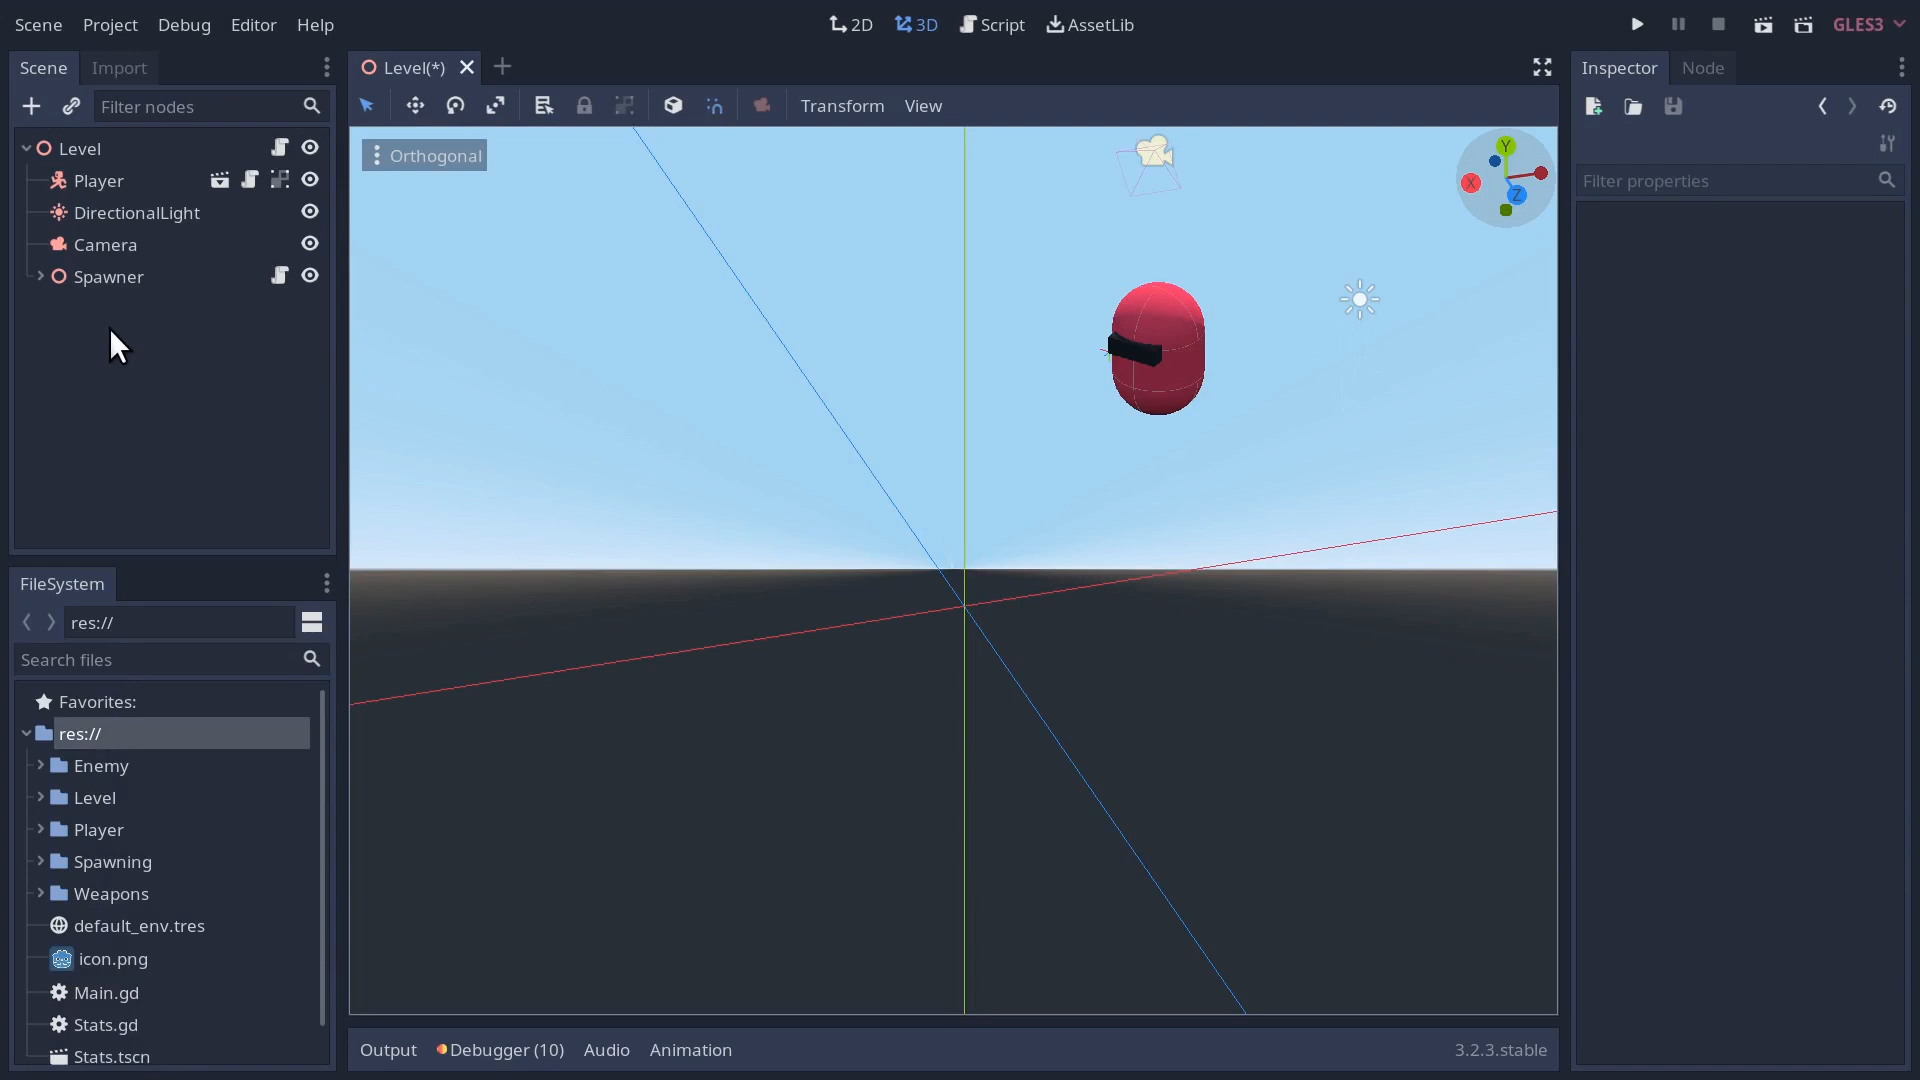 Scene Project Debug Editor Help
2D 3D Script AssetLib
GLES3
Scene Import
Filter nodes
Level
Player
DirectionalLight
Camera
Spawner
FileSystem
res://
Search files
Favorites:
res://
Enemy
Level
Player
Spawning
Weapons
default_env.tres
icon.png
Main.gd
Stats.gd
Stats.tscn
Level(*)
Transform View
Orthogonal
Y
X
Z
Output Debugger (10) Audio Animation
3.2.3.stable
Inspector Node
Filter properties